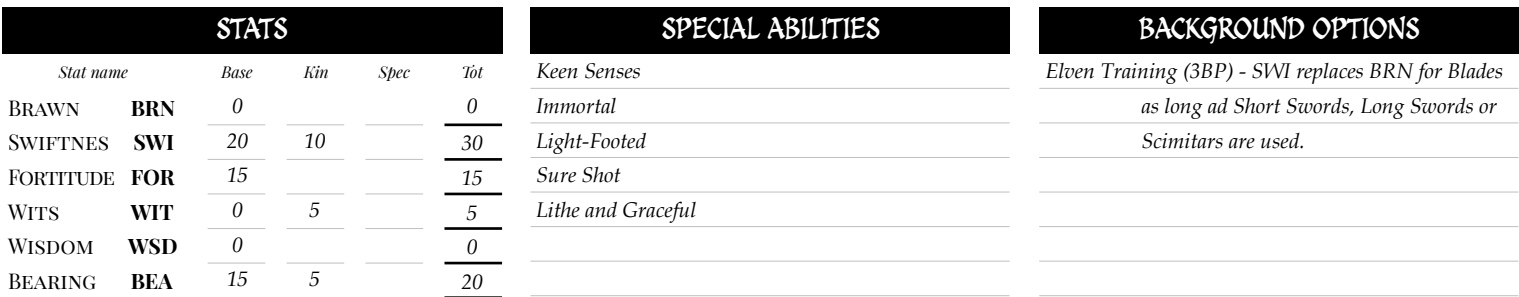 STATS
Stat name Base Kin Spec Tot
BRAWN BRN 0 0
SWIFTNES SWI 20 10 30
FORTITUDE FOR 15 15
WITS WIT 0 5 5
WISDOM WSD 0 0
BEARING BEA 15 5 20
SPECIAL ABILITIES
Keen Senses
Immortal
Light-Footed
Sure Shot
Lithe and Graceful
BACKGROUND OPTIONS
Elven Training (3BP) - SWI replaces BRN for Blades
as long ad Short Swords, Long Swords or
Scimitars are used.